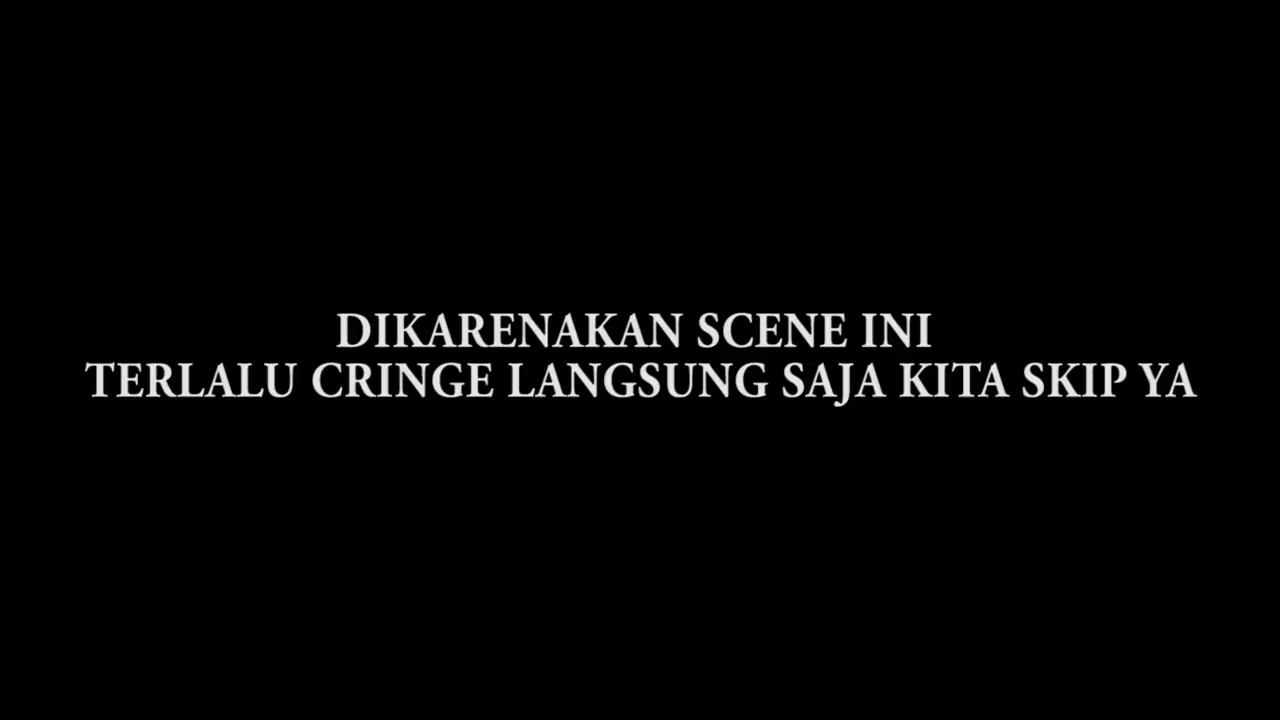 DIKARENAKAN SCENE INI
TERLALU CRINGE LANGSUNG SAJA KITA SKIP YA